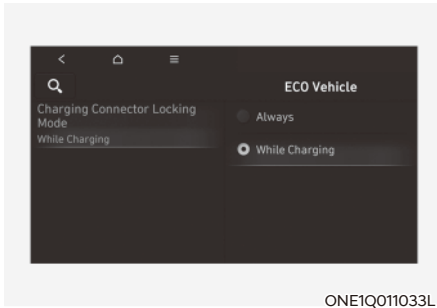 ECO Vehicle
Charging Connector Locking
Mode
While Charging
Always
While Charging
ONE1Q011033L